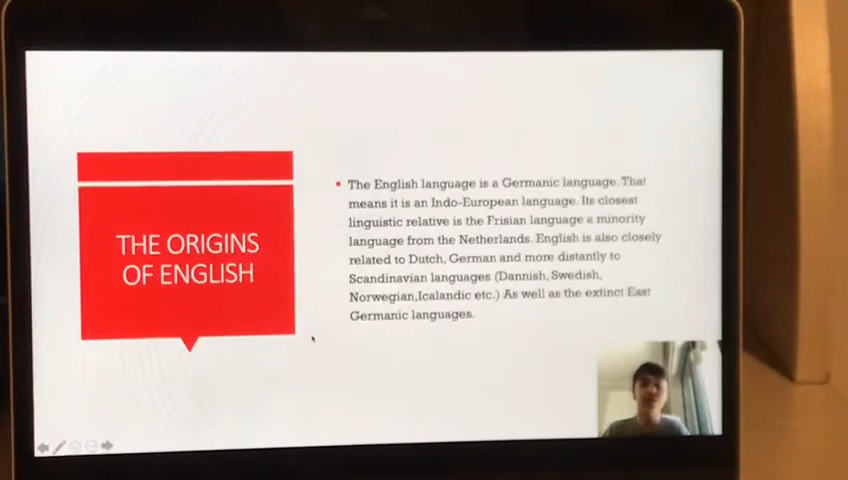 THE ORIGINS
OF ENGLISH
The English language is a Germanic language. That
means it is an Indo-European language. Its closest
linguistic relative is the Frisian language a minority
language from the Netherlands. English is also closely
related to Dutch, German and more distantly to
Scandinavian languages (Dannish, Swedish,
Norwegian,Icalandic etc.) As well as the extinct East
Germanic languages.